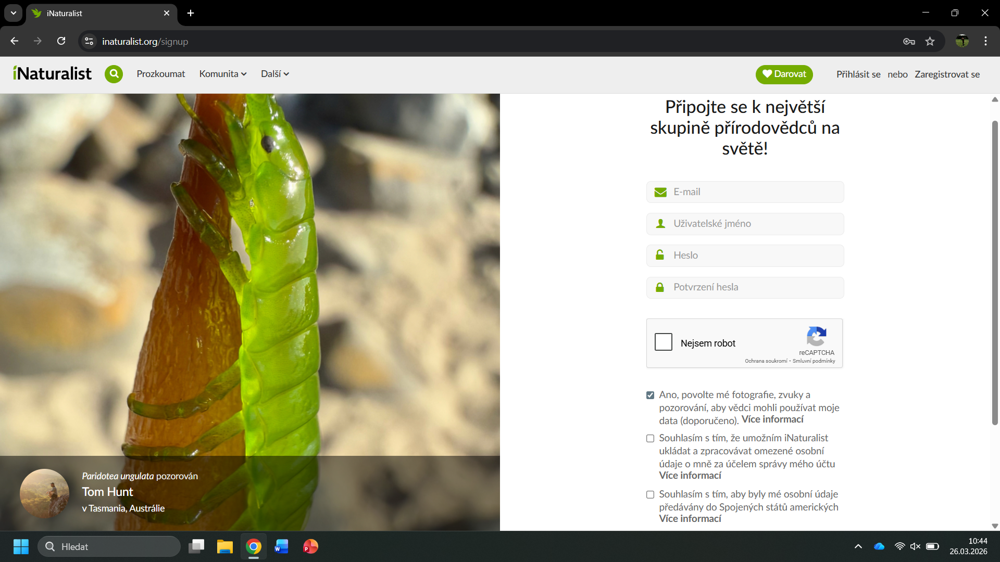 iNaturalist
inaturalist.org/signup
iNaturalist
Prozkoumat
Komunita
Další
Darovat
Přihlásit se nebo Zaregistrovat se
Připojte se k největší
skupině přírodovědců na
světě!
E-mail
Uživatelské jméno
Heslo
Potvrzení hesla
Nejsem robot
reCAPTCHA
Ochrana soukromí - Smluvní podmínky
Ano, povolte mé fotografie, zvuky a
pozorování, aby vědci mohli používat moje
data (doporučeno). Více informací
Souhlasím s tím, že umožním iNaturalist
ukládat a zpracovávat omezené osobní
údaje o mně za účelem správy mého účtu
Více informací
Souhlasím s tím, aby byly mé osobní údaje
předávány do Spojených států amerických
Více informací
Paridotea ungulata pozorován
Tom Hunt
v Tasmania, Austrálie
Hledat
W
P
10:44
26.03.2026